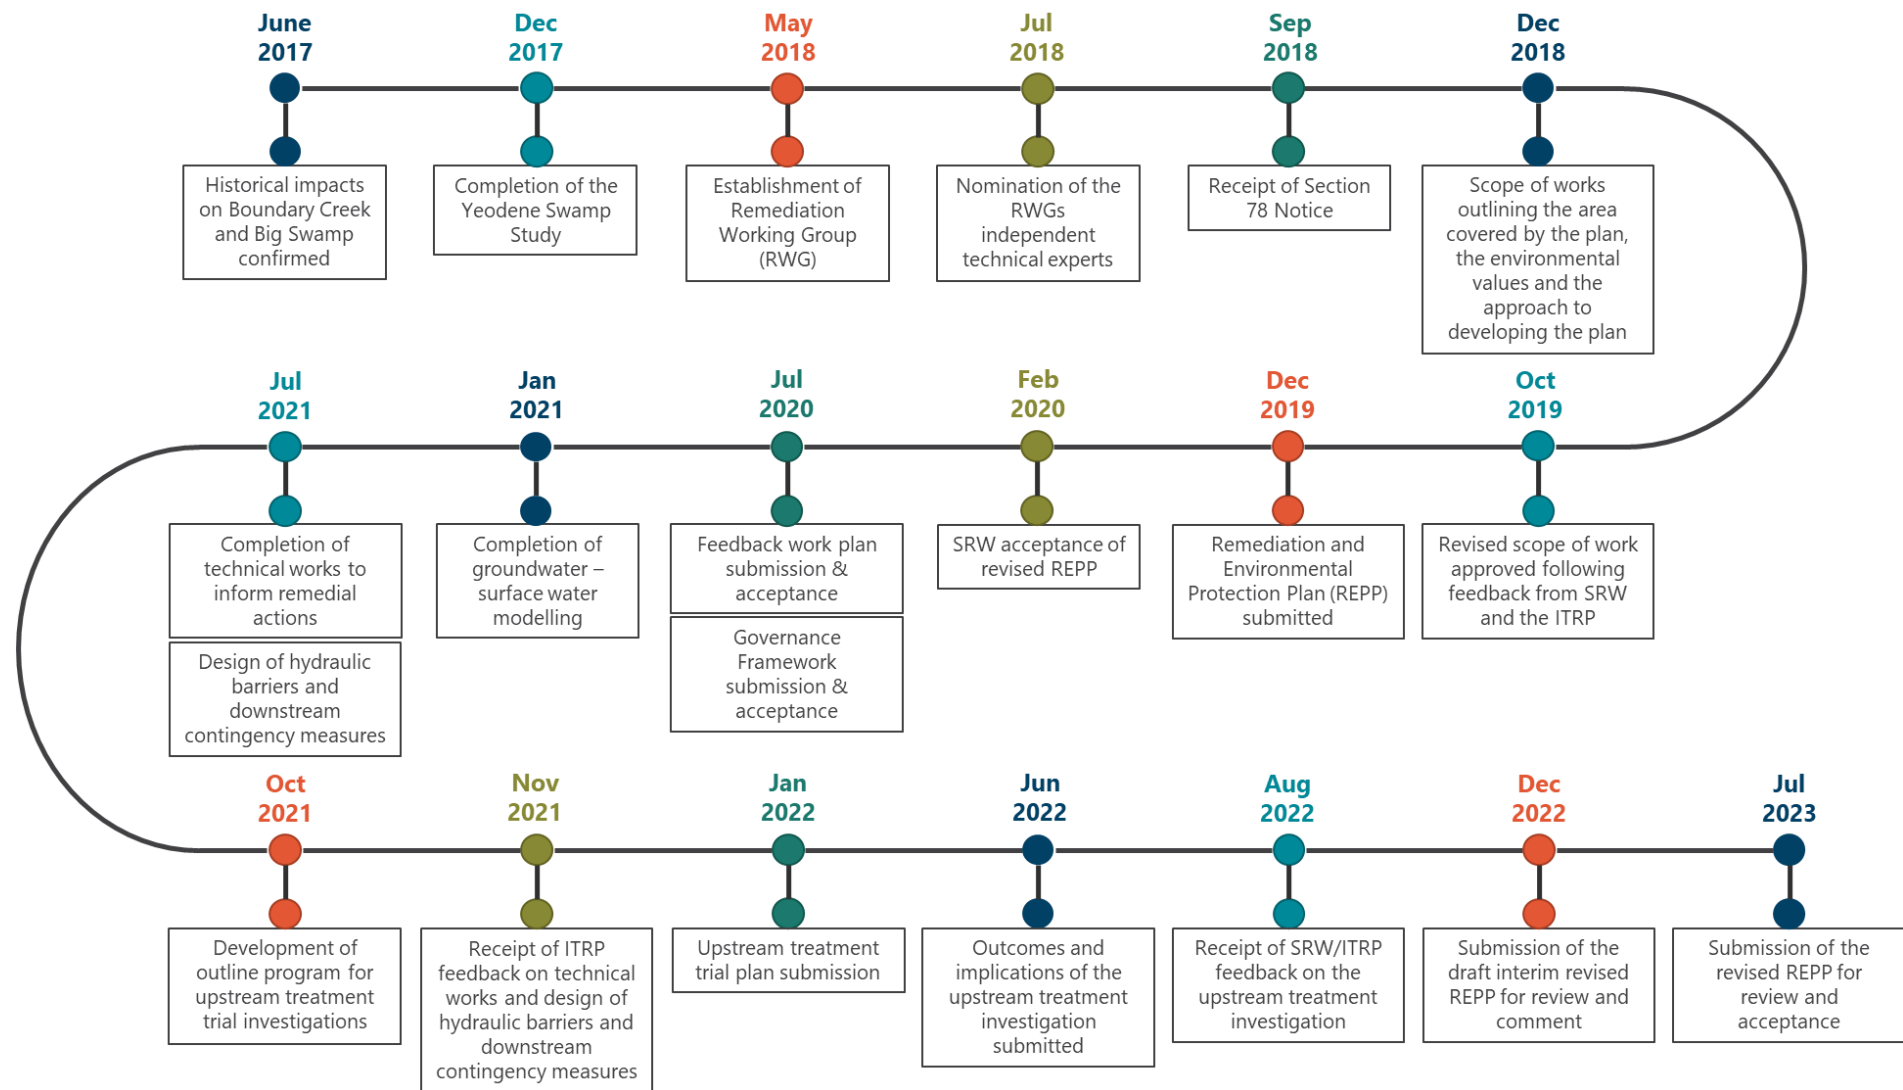 June
2017
Historical impacts
on Boundary Creek
and Big Swamp
confirmed
Dec
2017
Completion of the
Yeodene Swamp
Study
May
2018
Establishment of
Remediation
Working Group
(RWG)
Jul
2018
Nomination of the
RWGs
independent
technical experts
Sep
2018
Receipt of Section
78 Notice
Dec
2018
Scope of works
outlining the area
covered by the plan,
the environmental
values and the
approach to
developing the plan
Oct
2019
Revised scope of work
approved following
feedback from SRW
and the ITRP
Dec
2019
Remediation and
Environmental
Protection Plan (REPP)
submitted
Feb
2020
SRW acceptance of
revised REPP
Jul
2020
Feedback work plan
submission &
acceptance
Governance
Framework
submission &
acceptance
Jan
2021
Completion of
groundwater –
surface water
modelling
Jul
2021
Completion of
technical works to
inform remedial
actions
Design of hydraulic
barriers and
downstream
contingency measures
Oct
2021
Development of
outline program for
upstream treatment
trial investigations
Nov
2021
Receipt of ITRP
feedback on technical
works and design of
hydraulic barriers and
downstream
contingency measures
Jan
2022
Upstream treatment
trial plan submission
Jun
2022
Outcomes and
implications of the
upstream treatment
investigation
submitted
Aug
2022
Receipt of SRW/ITRP
feedback on the
upstream treatment
investigation
Dec
2022
Submission of the
draft interim revised
REPP for review and
comment
Jul
2023
Submission of the
revised REPP for
review and
acceptance